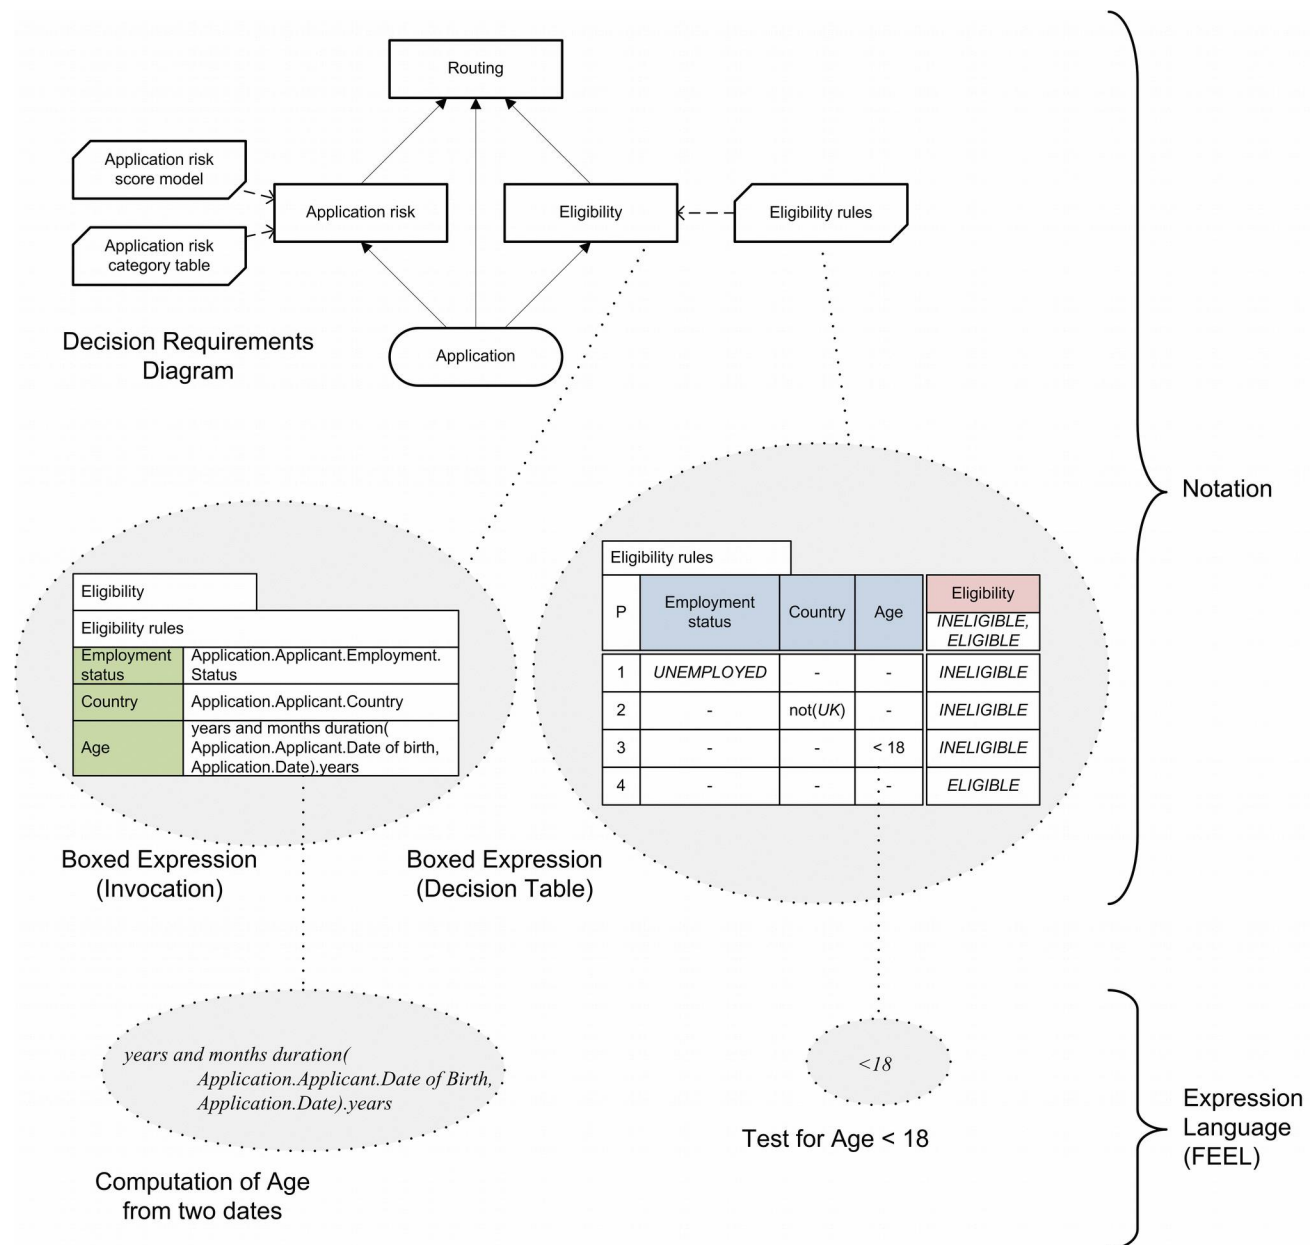 Routing
Application risk
score model
Application risk
Eligibility
Eligibility rules
Application risk
category table
Decision Requirements
Diagram
Application
Notation
Eligibility
Eligibility rules
Employment
status
Application.Applicant.Employment.
Status
Country
Application.Applicant.Country
Age
years and months duration(
Application.Applicant.Date of birth,
Application.Date).years
Boxed Expression
(Invocation)
Eligibility rules
P
Employment
status
Country
Age
Eligibility
INELIGIBLE,
ELIGIBLE
1 UNEMPLOYED - - INELIGIBLE
2 - not(UK) - INELIGIBLE
3 - - < 18 INELIGIBLE
4 - - - ELIGIBLE
Boxed Expression
(Decision Table)
years and months duration(
Application.Applicant.Date of Birth,
Application.Date).years
Computation of Age
from two dates
<18
Test for Age < 18
Expression
Language
(FEEL)